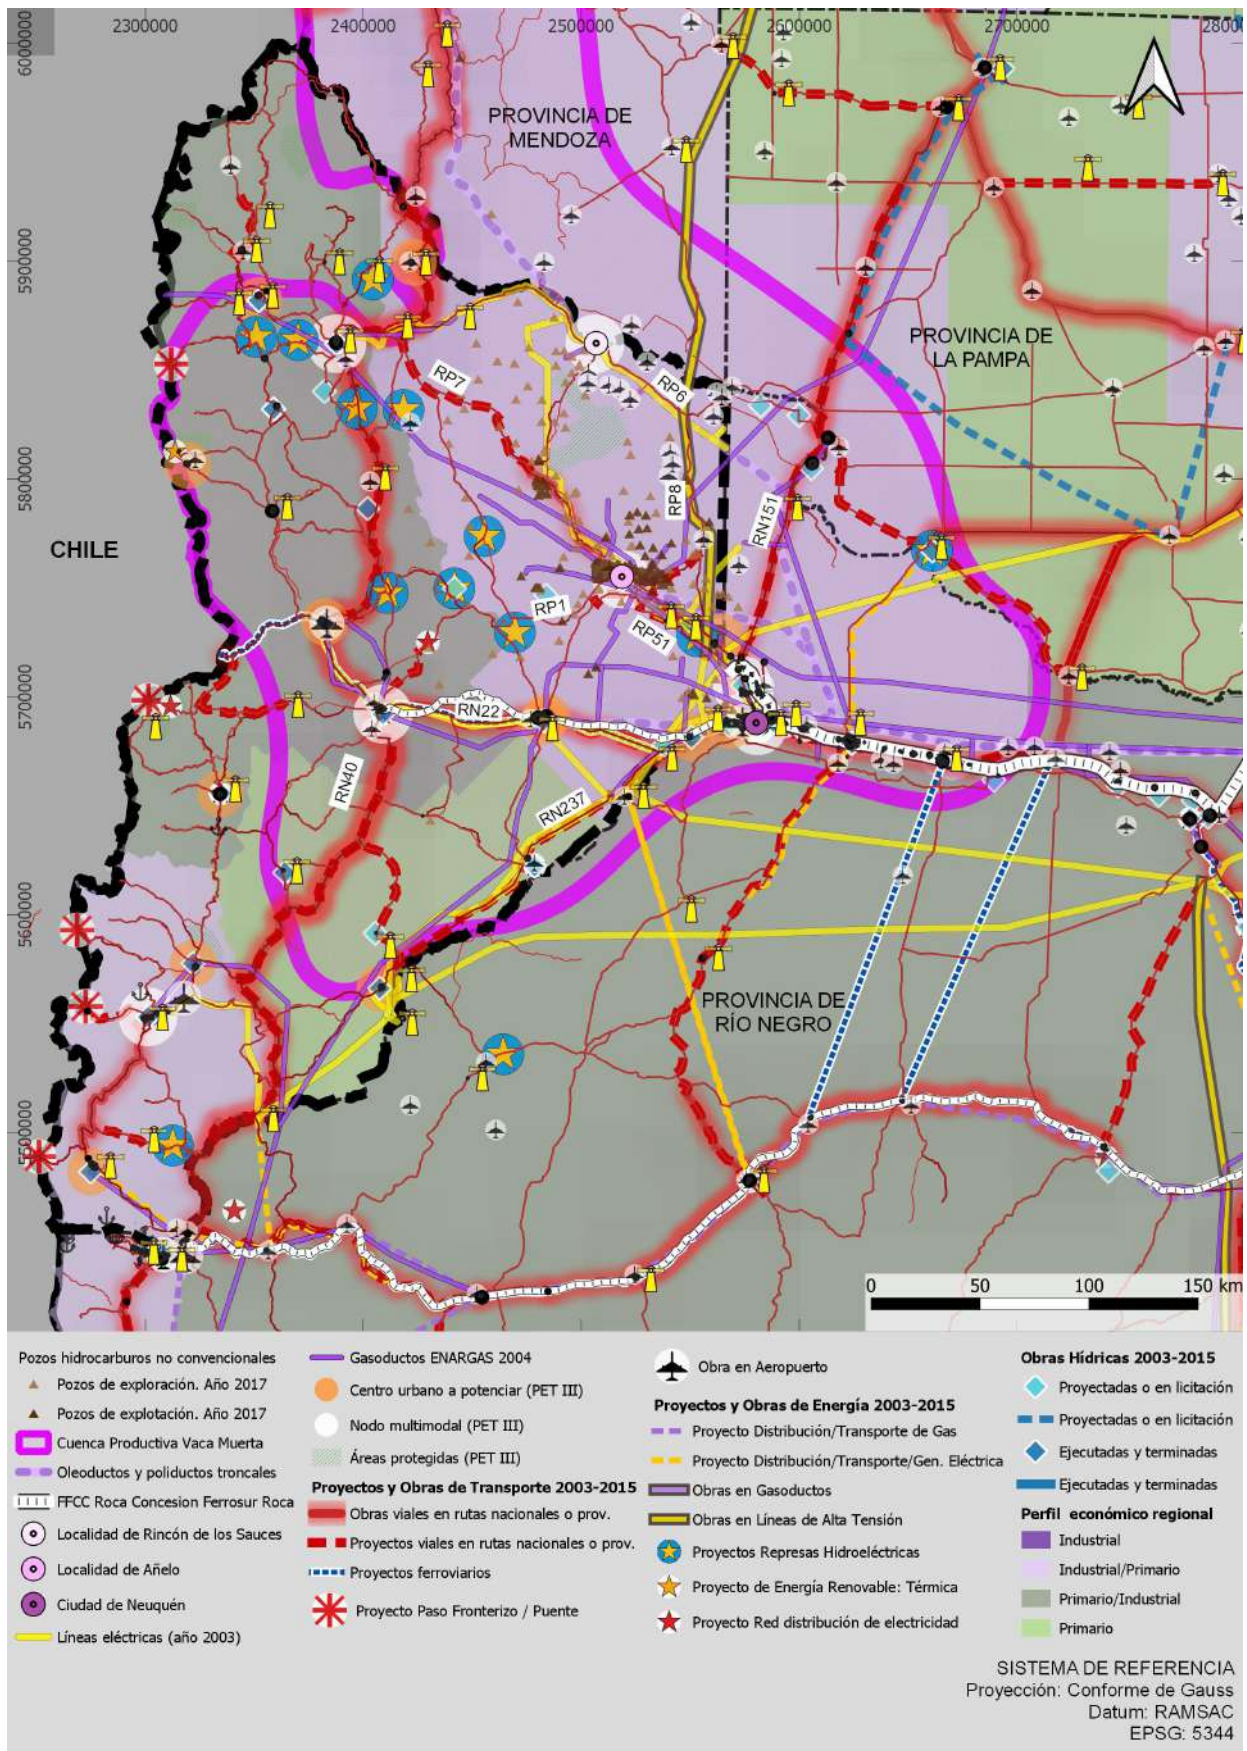 2300000 2400000 2500000 2600000 2700000 280000
6000000
5900000
5800000
5700000
5600000
5500000
PROVINCIA DE
MENDOZA
PROVINCIA DE
LA PAMPA
RP7
RP6
RP8
RN151
CHILE
RP1
RP51
RN22
RN40
RN237
PROVINCIA DE
RÍO NEGRO
0 50 100 150 km
Pozos hidrocarburos no convencionales
Pozos de exploración. Año 2017
Pozos de explotación. Año 2017
Cuenca Productiva Vaca Muerta
Oleoductos y poliductos troncales
FFCC Roca Concesion Ferrosur Roca
Localidad de Rincón de los Sauces
Localidad de Añelo
Ciudad de Neuquén
Líneas eléctricas (año 2003)
Gasoductos ENARGAS 2004
Centro urbano a potenciar (PET III)
Nodo multimodal (PET III)
Áreas protegidas (PET III)
Proyectos y Obras de Transporte 2003-2015
Obras viales en rutas nacionales o prov.
Proyectos viales en rutas nacionales o prov.
Proyectos ferroviarios
Proyecto Paso Fronterizo / Puente
Obra en Aeropuerto
Proyectos y Obras de Energía 2003-2015
Proyecto Distribución/Transporte de Gas
Proyecto Distribución/Transporte/Gen. Eléctrica
Obras en Gasoductos
Obras en Líneas de Alta Tensión
Proyectos Represas Hidroeléctricas
Proyecto de Energía Renovable: Térmica
Proyecto Red distribución de electricidad
Obras Hídricas 2003-2015
Proyectadas o en licitación
Proyectadas o en licitación
Ejecutadas y terminadas
Ejecutadas y terminadas
Perfil económico regional
Industrial
Industrial/Primario
Primario/Industrial
Primario
SISTEMA DE REFERENCIA
Proyección: Conforme de Gauss
Datum: RAMSAC
EPSG: 5344